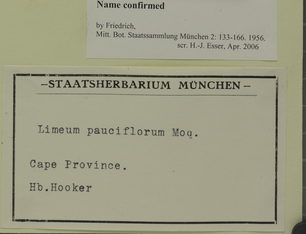 Name confirmed
by Friedrich,
Mitt. Bot. Staatssammlung München 2: 133-166. 1956.
scr. H.-J. Esser, Apr. 2006
–STAATSHERBARIUM MÜNCHEN–
Limeum pauciflorum Moq.
Cape Province.
Hb.Hooker